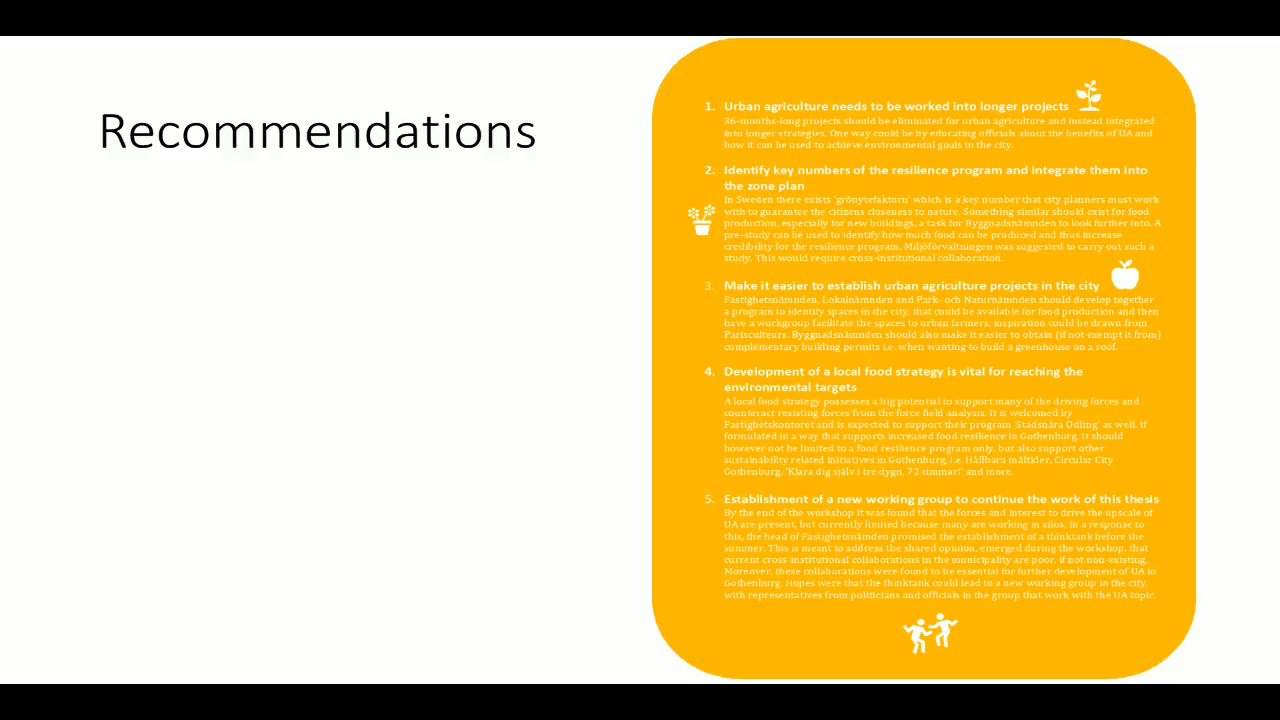 Recommendations
1. Urban agriculture needs to be worked into longer projects
36-months-long projects should be eliminated for urban agriculture and instead integrated
into longer strategies. One way could be by educating officials about the benefits of UA and
how it can be used to achieve environmental goals in the city.
2. Identify key numbers of the resilience program and integrate them into
the zone plan
In Sweden there exists 'grönytefaktorn' which is a key number that city planners must work
with to guarantee the citizens closeness to nature. Something similar should exist for food
production, especially for new buildings, a task for Byggnadsnämnden to look further into. A
pre-study can be used to identify how much food can be produced and thus increase
credibility for the resilience program, Miljöförvaltningen was suggested to carry out such a
study. This would require cross-institutional collaboration.'
3. Make it easier to establish urban agriculture projects in the city
Fastighetsnämnden, Lokalnämnden and Park- och Naturnämnden should develop together
a program to identify spaces in the city, that could be available for food production and then
have a workgroup facilitate the spaces to urban farmers, inspiration could be drawn from
Parisculteurs. Byggnadsnämnden should also make it easier to obtain (if not exempt it from)
complementary building permits i.e. when wanting to build a greenhouse on a roof.
4. Development of a local food strategy is vital for reaching the
environmental targets
A local food strategy possesses a big potential to support many of the driving forces and
counteract resisting forces from the force field analysis. It is welcomed by
Fastighetskontoret and is expected to support their program 'Stadsnära Odling' as well, if
formulated in a way that supports increased food resilience in Gothenburg. It should
however not be limited to a food resilience program only, but also support other
sustainability related initiatives in Gothenburg, i.e. Hållbara måltider, Circular City
Gothenburg, 'Klara dig själv i tre dygn, 72 timmar!' and more.
5. Establishment of a new working group to continue the work of this thesis
By the end of the workshop it was found that the forces and interest to drive the upscale of
UA are present, but currently limited because many are working in silos. In a response to
this, the head of Fastighetsnämden promised the establishment of a thinktank before the
summer. This is meant to address the shared opinion, emerged during the workshop, that
current cross-institutional collaborations in the municipality are poor, if not non-existing.
Moreover, these collaborations were found to be essential for further development of UA in
Gothenburg. Hopes were that the thinktank could lead to a new working group in the city,
with representatives from politicians and officials in the group that work with the UA topic.